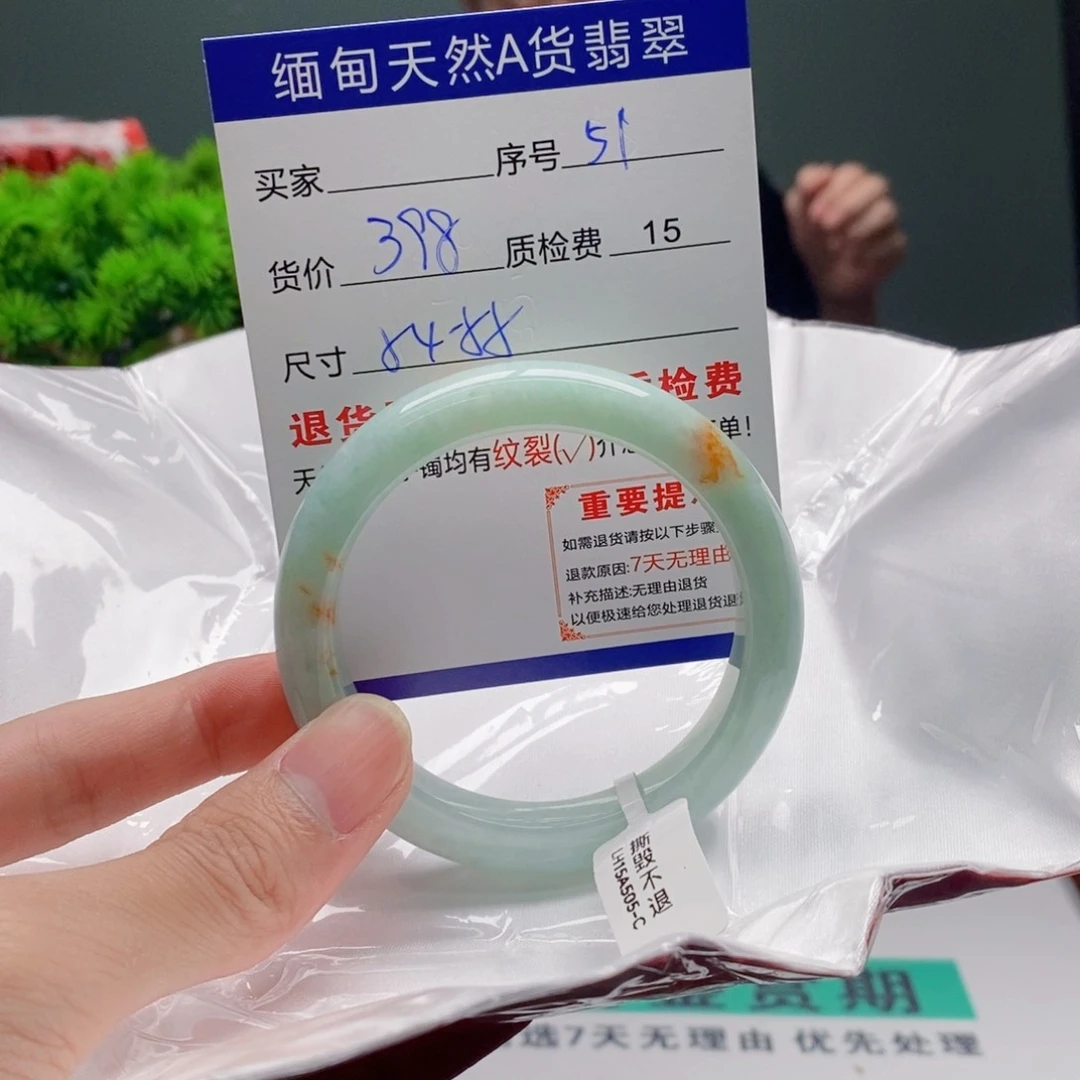 缅甸天然A货翡翠
买家 序号 51
货价 398 质检费 15
尺寸 84-88
退货 检费
天 镯均有纹裂(√)介 单!
重要提
如需退货请按以下步骤
退款原因:7天无理由
补充描述:无理由退货
以便极速给您处理退货退
撕毁不退
LH15A505-C
货期
选7天无理由 优先处理